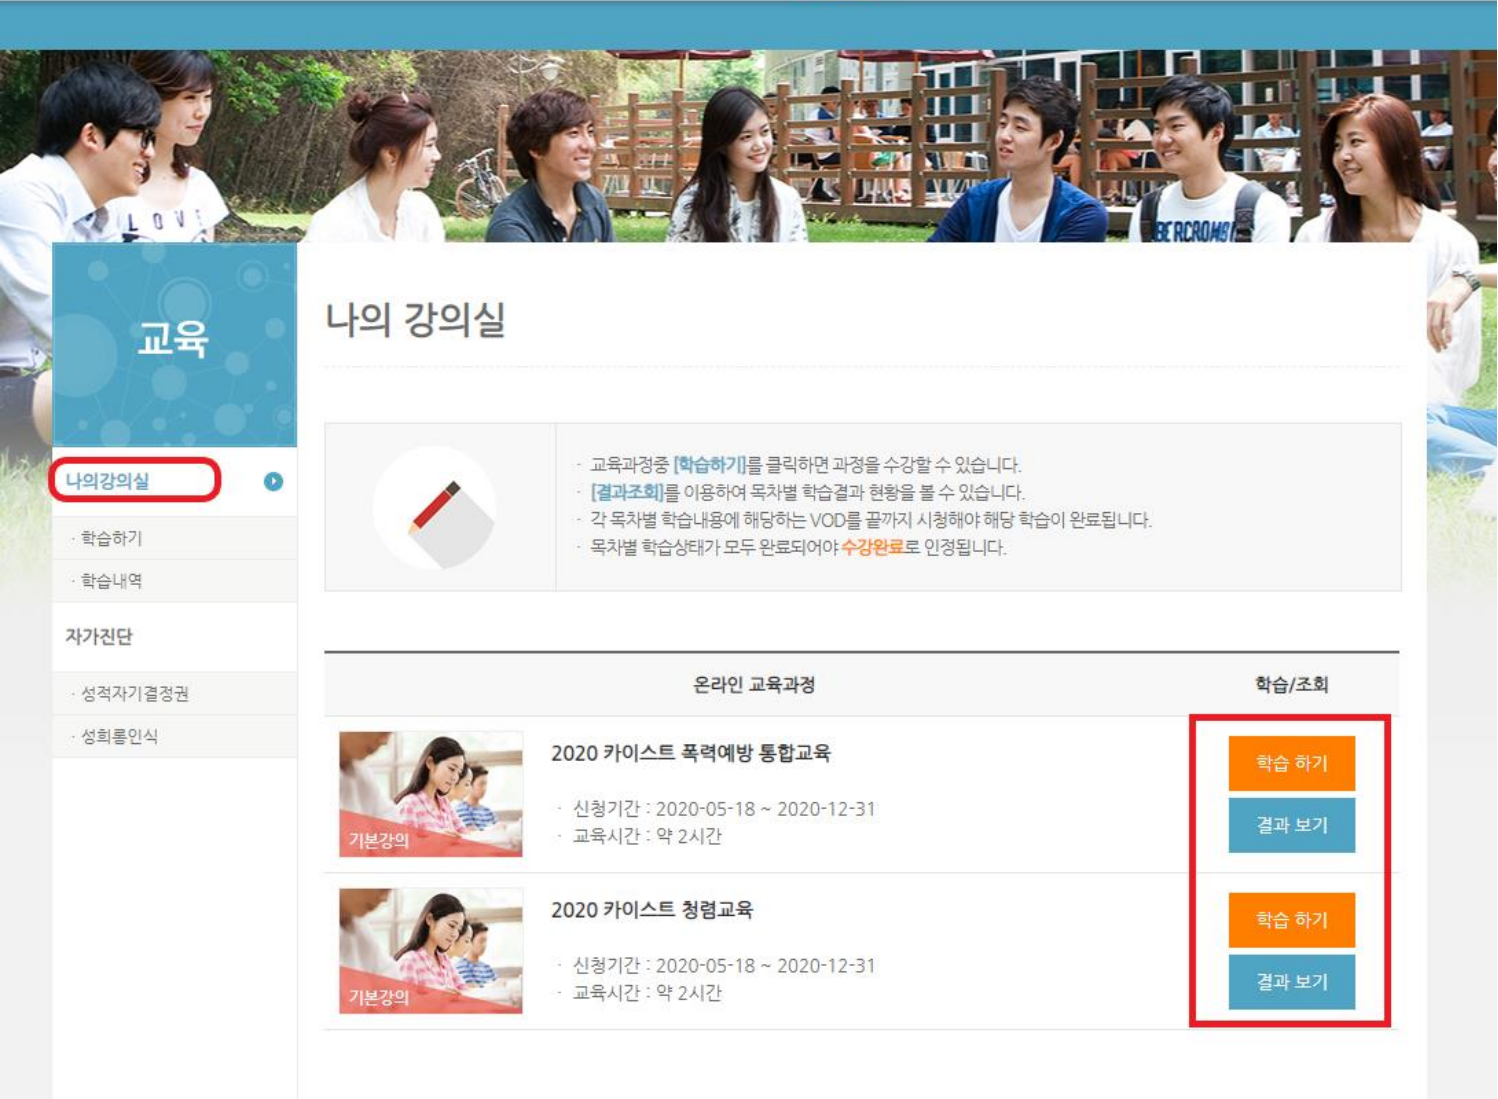 LOVE
BERCROMBI
교육
나의강의실
· 학습하기
· 학습내역
자가진단
· 성적자기결정권
· 성희롱인식
나의 강의실
· 교육과정중 [학습하기]를 클릭하면 과정을 수강할 수 있습니다.
· [결과조회]를 이용하여 목차별 학습결과 현황을 볼 수 있습니다.
· 각 목차별 학습내용에 해당하는 VOD를 끝까지 시청해야 해당 학습이 완료됩니다.
· 목차별 학습상태가 모두 완료되어야 수강완료로 인정됩니다.
온라인 교육과정 학습/조회
기본강의
2020 카이스트 폭력예방 통합교육
· 신청기간 : 2020-05-18 ~ 2020-12-31
· 교육시간 : 약 2시간
학습 하기
결과 보기
기본강의
2020 카이스트 청렴교육
· 신청기간 : 2020-05-18 ~ 2020-12-31
· 교육시간 : 약 2시간
학습 하기
결과 보기